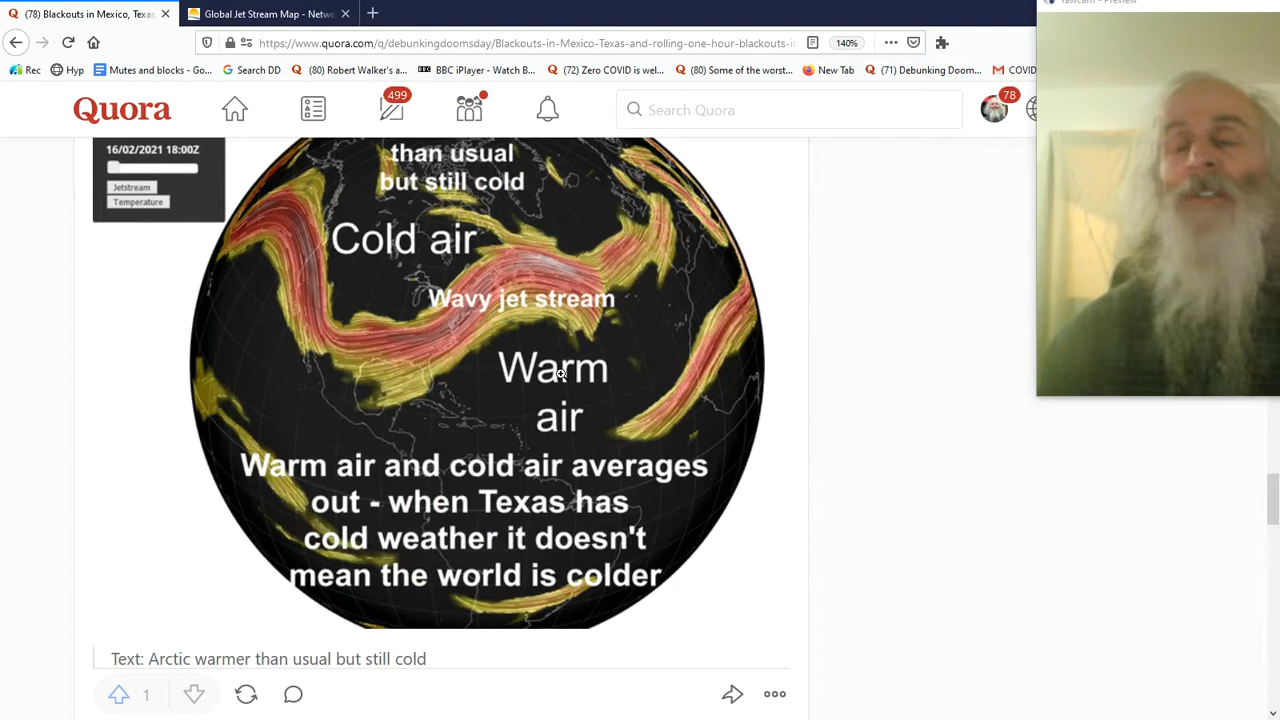 (78) Blackouts in Mexico, Texas,
Global Jet Stream Map - Netwe
Yawcam - Preview
https://www.quora.com/q/debunkingdoomsday/Blackouts-in-Mexico-Texas-and-rolling-one-hour-blackouts-in
140%
Rec
Hyp
Mutes and blocks - Go...
Search DD
(80) Robert Walker's a...
BBC iPlayer - Watch B...
(72) Zero COVID is wel...
(80) Some of the worst...
New Tab
(71) Debunking Doom...
COVID
Quora
499
Search Quora
78
16/02/2021 18:00Z
Jetstream
Temperature
than usual
but still cold
Cold air
Wavy jet stream
Warm
air
Warm air and cold air averages
out - when Texas has
cold weather it doesn't
mean the world is colder
Text: Arctic warmer than usual but still cold
1